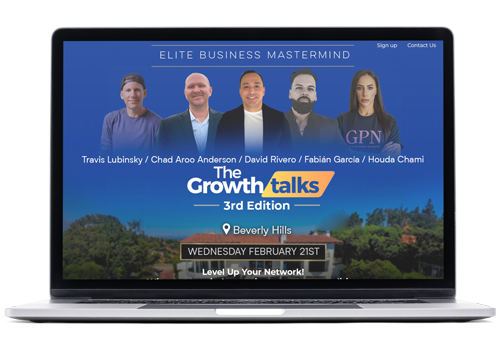 Sign up Contact Us
ELITE BUSINESS MASTERMIND
GPN
Travis Lubinsky / Chad Aroo Anderson / David Rivero / Fabián García / Houda Chami
The
Growth talks
3rd Edition
Beverly Hills
WEDNESDAY FEBRUARY 21ST
Level Up Your Network!